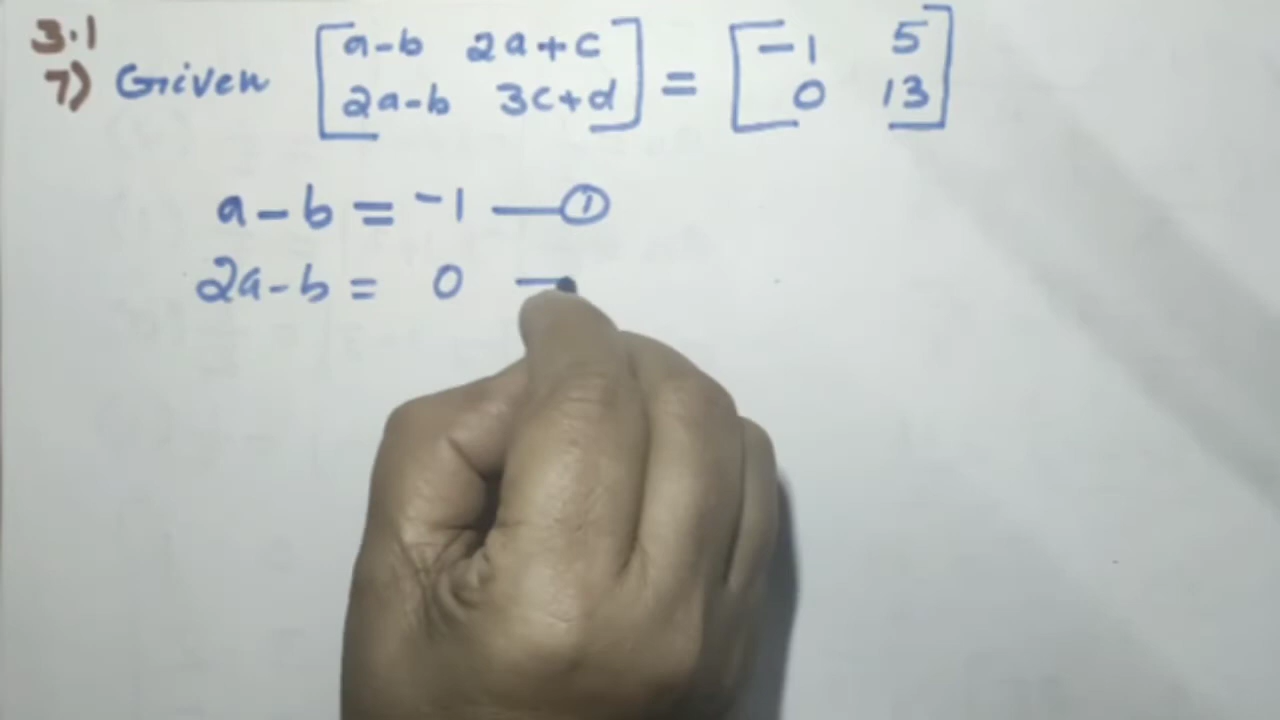 3.1
7) Given [a-b 2a+c] = [-1 5]
[2a-b 3c+d] [0 13]
a-b = -1 —①
2a-b = 0 —